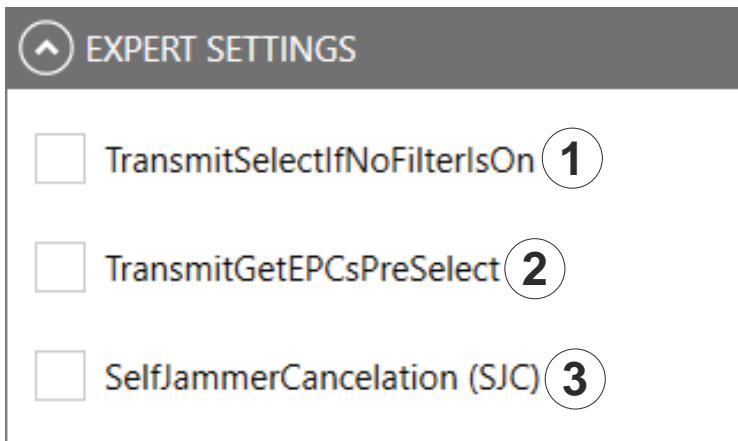 EXPERT SETTINGS
TransmitSelectIfNoFilterIsOn 1
TransmitGetEPCsPreSelect 2
SelfJammerCancelation (SJC) 3